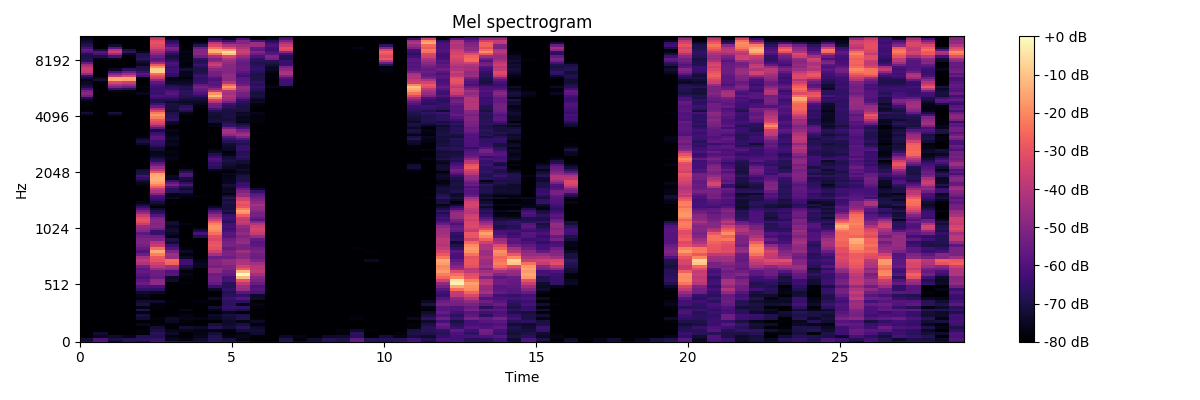 Mel spectrogram
Hz
8192
4096
2048
1024
512
0
0 5 10 15 20 25
Time
+0 dB
-10 dB
-20 dB
-30 dB
-40 dB
-50 dB
-60 dB
-70 dB
-80 dB